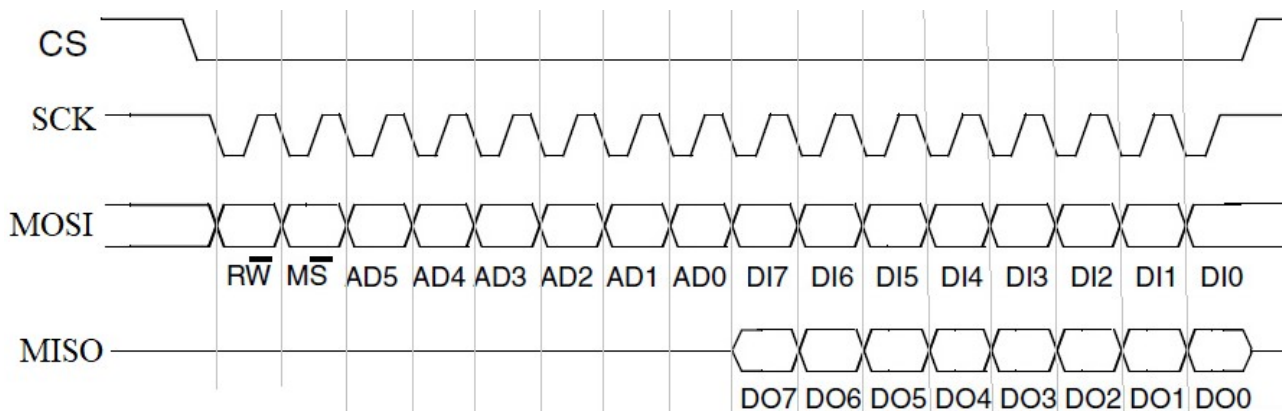 CS
SCK
MOSI
RW̅ MS̅ AD5 AD4 AD3 AD2 AD1 AD0 DI7 DI6 DI5 DI4 DI3 DI2 DI1 DI0
MISO
DO7 DO6 DO5 DO4 DO3 DO2 DO1 DO0